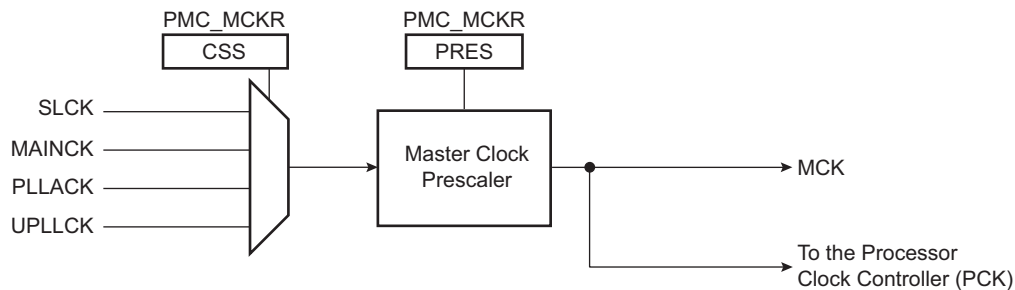 PMC_MCKR
PMC_MCKR
CSS
PRES
SLCK
MAINCK
PLLACK
UPLLCK
Master Clock
Prescaler
MCK
To the Processor
Clock Controller (PCK)